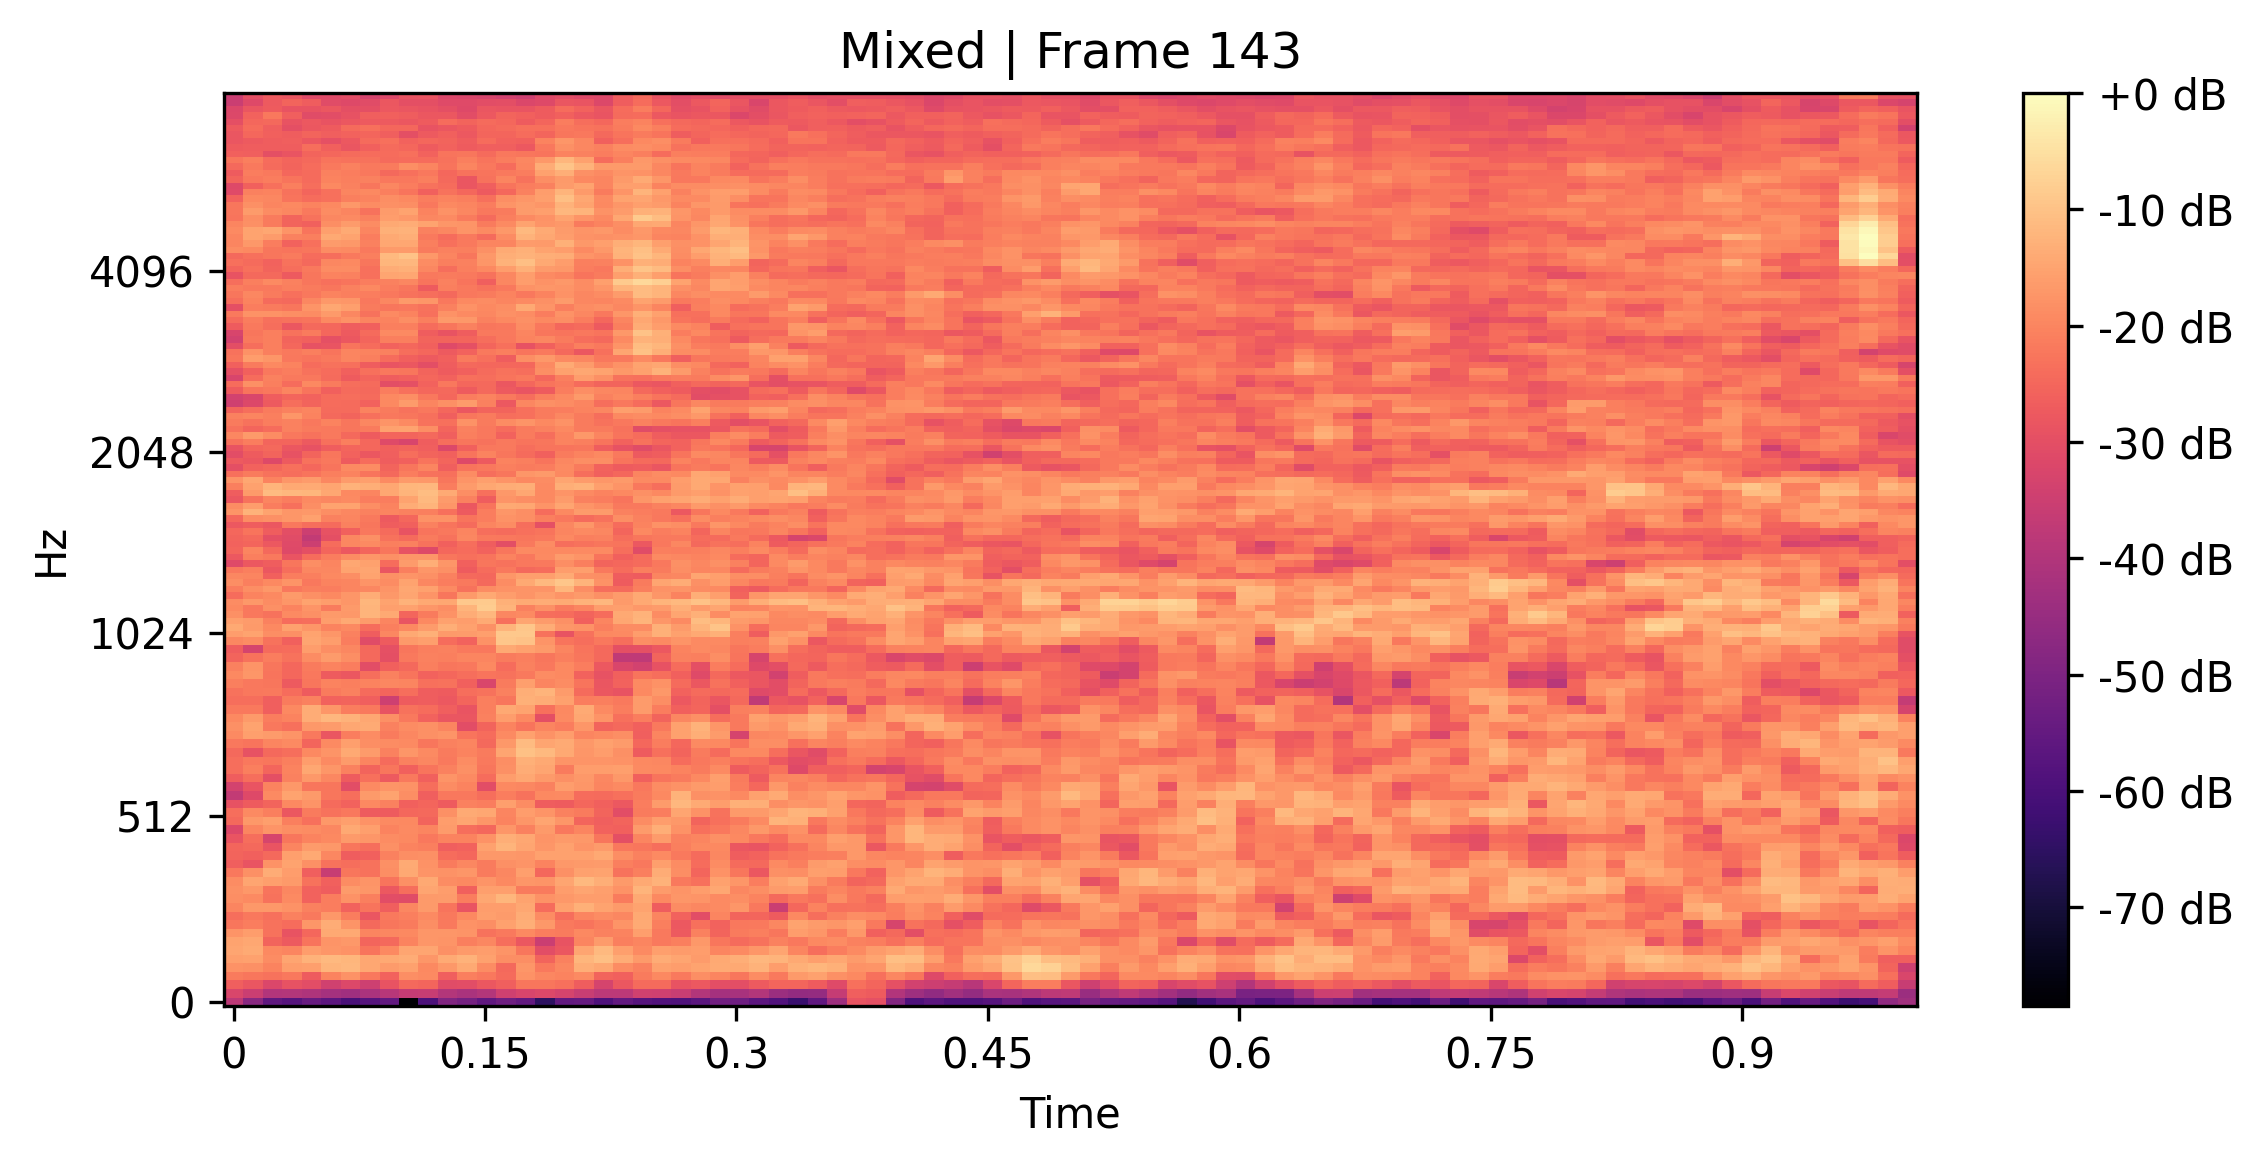 Mixed | Frame 143
+0 dB
-10 dB
-20 dB
-30 dB
-40 dB
-50 dB
-60 dB
-70 dB
Hz
4096
2048
1024
512
0
0 0.15 0.3 0.45 0.6 0.75 0.9
Time